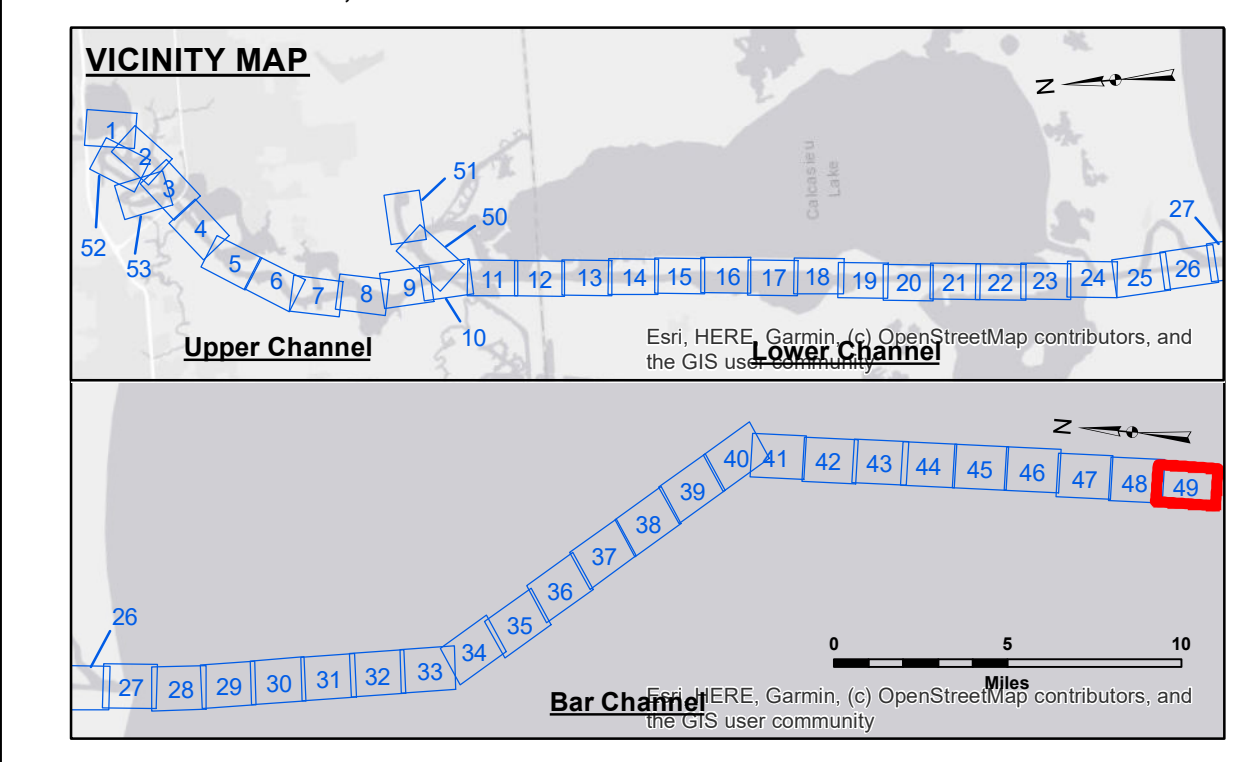 VICINITY MAP
N
1
2
3
52
53
4
5
6
7
8
9
10
51
50
11 12 13 14 15 16 17 18 19 20 21 22 23 24 25 26
27
Calcasieu
Lake
Upper Channel
Lower Channel
Esri, HERE, Garmin, (c) OpenStreetMap contributors, and
the GIS user community
N
26
27 28 29 30 31 32 33
34
35
36
37
38
39
40
41 42 43 44 45 46 47 48 49
0 5 10
Miles
Bar Channel
Esri, HERE, Garmin, (c) OpenStreetMap contributors, and
the GIS user community